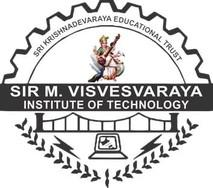 SRI KRISHNADEVARAYA EDUCATIONAL TRUST
SIR M. VISVESVARAYA
INSTITUTE OF TECHNOLOGY